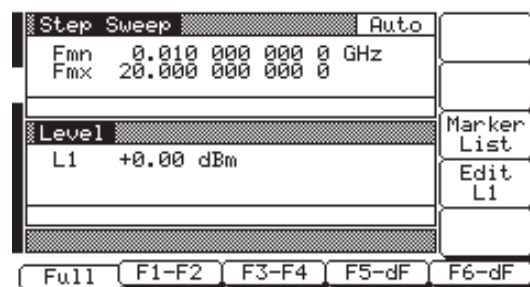 Step Sweep Auto
Fmn 0.010 000 000 0 GHz
Fmx 20.000 000 000 0
Marker
List
Level
L1 +0.00 dBm
Edit
L1
Full F1-F2 F3-F4 F5-dF F6-dF